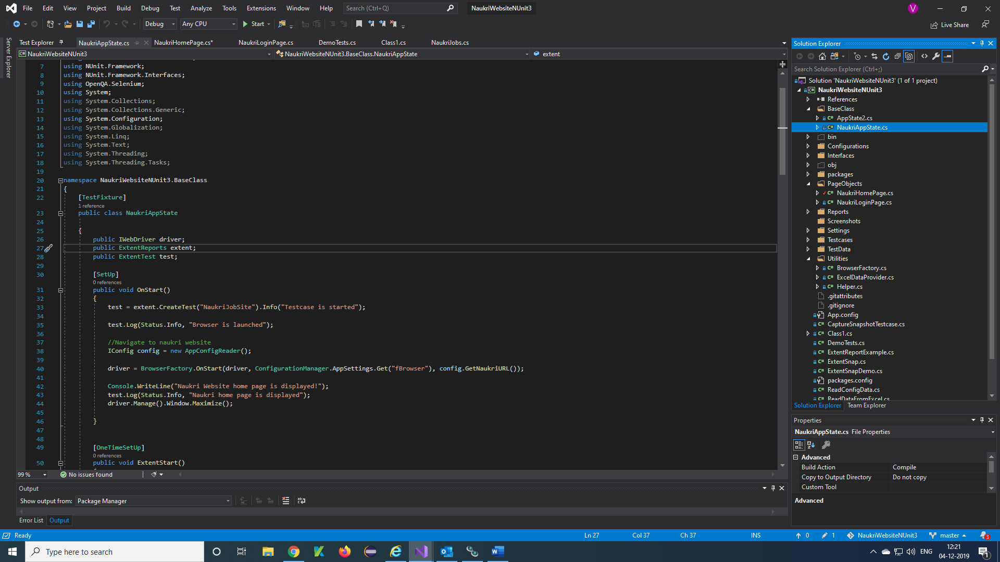 File Edit View Project Build Debug Test Analyze Tools Extensions Window Help Search (Ctrl+Q) NaukriWebsiteNUnit3
V
Debug Any CPU Start Live Share
Server Explorer
Test Explorer NaukriAppState.cs NaukriHomePage.cs* NaukriLoginPage.cs DemoTests.cs Class1.cs NaukriJobs.cs
NaukriWebsiteNUnit3 NaukriWebsiteNUnit3.BaseClass.NaukriAppState extent
7 using NUnit.Framework;
8 using NUnit.Framework.Interfaces;
9 using OpenQA.Selenium;
10 using System;
11 using System.Collections;
12 using System.Collections.Generic;
13 using System.Configuration;
14 using System.Globalization;
15 using System.Linq;
16 using System.Text;
17 using System.Threading;
18 using System.Threading.Tasks;
19
20 namespace NaukriWebsiteNUnit3.BaseClass
21 {
22 [TestFixture]
1 reference
23 public class NaukriAppState
24
25 {
26 public IWebDriver driver;
27 public ExtentReports extent;
28 public ExtentTest test;
29
30 [SetUp]
0 references
31 public void OnStart()
32 {
33 test = extent.CreateTest("NaukriJobSite").Info("Testcase is started");
34
35 test.Log(Status.Info, "Browser is launched");
36
37 //Navigate to naukri website
38 IConfig config = new AppConfigReader();
39
40 driver = BrowserFactory.OnStart(driver, ConfigurationManager.AppSettings.Get("fBrowser"), config.GetNaukriURL());
41
42 Console.WriteLine("Naukri Website home page is displayed!");
43 test.Log(Status.Info, "Naukri home page is displayed");
44 driver.Manage().Window.Maximize();
45
46 }
47
48
49 [OneTimeSetUp]
0 references
50 public void ExtentStart()
99 % No issues found
Output
Show output from: Package Manager
Error List Output
Solution Explorer
Search Solution Explorer (Ctrl+;)
Solution 'NaukriWebsiteNUnit3' (1 of 1 project)
NaukriWebsiteNUnit3
References
BaseClass
AppState2.cs
NaukriAppState.cs
bin
Configurations
Interfaces
obj
packages
PageObjects
NaukriHomePage.cs
NaukriLoginPage.cs
Reports
Screenshots
Settings
Testcases
TestData
Utilities
BrowserFactory.cs
ExcelDataProvider.cs
Helper.cs
.gitattributes
.gitignore
App.config
CaptureSnapshotTestcase.cs
Class1.cs
DemoTests.cs
ExtentReportExample.cs
ExtentSnap.cs
ExtentSnapDemo.cs
packages.config
ReadConfigData.cs
ReadDataFromExcel.cs
Solution Explorer Team Explorer
Properties
NaukriAppState.cs File Properties
Advanced
Build Action Compile
Copy to Output Directory Do not copy
Custom Tool
Advanced
Ready Ln 27 Col 37 Ch 37 INS 0 1 NaukriWebsiteNUnit3 master 3
Type here to search ENG 12:21
04-12-2019 1